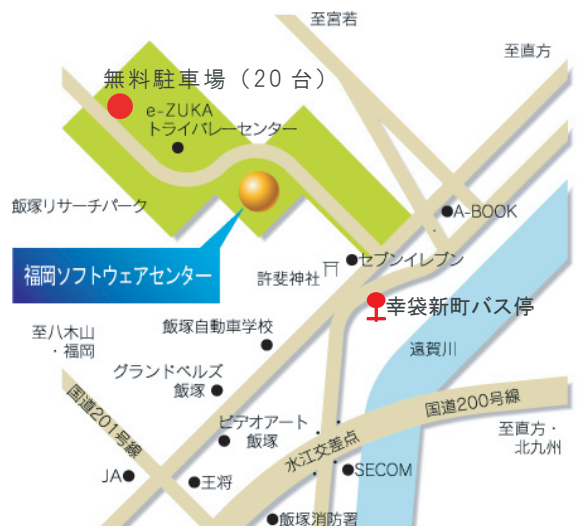 至宮若
至直方
無料駐車場（20台）
e-ZUKA
トライバレーセンター
飯塚リサーチパーク
A-BOOK
セブンイレブン
福岡ソフトウェアセンター
許斐神社
幸袋新町バス停
至八木山
・福岡
飯塚自動車学校
遠賀川
グランドベルズ
飯塚
国道201号線
国道200号線
ビデオアート
飯塚
水江交差点
至直方・
北九州
JA
王将
SECOM
飯塚消防署